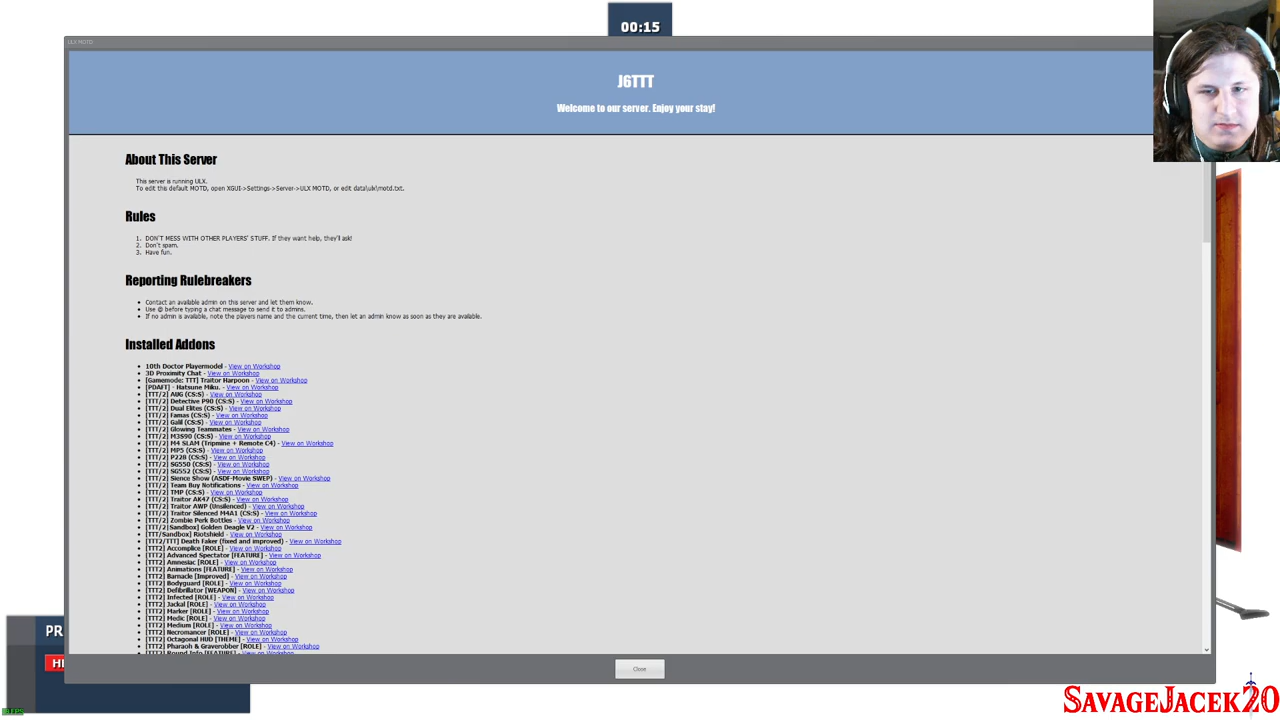 00:15
ULX MOTD
J6TTT
Welcome to our server. Enjoy your stay!
About This Server
This server is running ULX.
To edit this default MOTD, open XGUI->Settings->Server->ULX MOTD, or edit data\ulx\motd.txt.
Rules
1. DON'T MESS WITH OTHER PLAYERS' STUFF. If they want help, they'll ask!
2. Don't spam.
3. Have fun.
Reporting Rulebreakers
• Contact an available admin on this server and let them know.
• Use @ before typing a chat message to send it to admins.
• If no admin is available, note the players name and the current time, then let an admin know as soon as they are available.
Installed Addons
• 10th Doctor Playermodel - View on Workshop
• 3D Proximity Chat - View on Workshop
• [Gamemode: TTT] Traitor Harpoon - View on Workshop
• [PDAFT] - Hatsune Miku. - View on Workshop
• [TTT/2] AUG (CS:S) - View on Workshop
• [TTT/2] Detective P90 (CS:S) - View on Workshop
• [TTT/2] Dual Elites (CS:S) - View on Workshop
• [TTT/2] Famas (CS:S) - View on Workshop
• [TTT/2] Galil (CS:S) - View on Workshop
• [TTT/2] Glowing Teammates - View on Workshop
• [TTT/2] M3S90 (CS:S) - View on Workshop
• [TTT/2] M4 SLAM (Tripmine + Remote C4) - View on Workshop
• [TTT/2] MP5 (CS:S) - View on Workshop
• [TTT/2] P228 (CS:S) - View on Workshop
• [TTT/2] SG550 (CS:S) - View on Workshop
• [TTT/2] SG552 (CS:S) - View on Workshop
• [TTT/2] Sience Show (ASDF-Movie SWEP) - View on Workshop
• [TTT/2] Team Buy Notifications - View on Workshop
• [TTT/2] TMP (CS:S) - View on Workshop
• [TTT/2] Traitor AK47 (CS:S) - View on Workshop
• [TTT/2] Traitor AWP (Unsilenced) - View on Workshop
• [TTT/2] Traitor Silenced M4A1 (CS:S) - View on Workshop
• [TTT/2] Zombie Perk Bottles - View on Workshop
• [TTT/2|Sandbox] Golden Deagle V2 - View on Workshop
• [TTT/Sandbox] Riotshield - View on Workshop
• [TTT2/TTT] Death Faker (fixed and improved) - View on Workshop
• [TTT2] Accomplice [ROLE] - View on Workshop
• [TTT2] Advanced Spectator [FEATURE] - View on Workshop
• [TTT2] Amnesiac [ROLE] - View on Workshop
• [TTT2] Animations [FEATURE] - View on Workshop
• [TTT2] Barnacle [Improved] - View on Workshop
• [TTT2] Bodyguard [ROLE] - View on Workshop
• [TTT2] Defibrillator [WEAPON] - View on Workshop
• [TTT2] Infected [ROLE] - View on Workshop
• [TTT2] Jackal [ROLE] - View on Workshop
• [TTT2] Marker [ROLE] - View on Workshop
• [TTT2] Medic [ROLE] - View on Workshop
• [TTT2] Medium [ROLE] - View on Workshop
• [TTT2] Necromancer [ROLE] - View on Workshop
• [TTT2] Octagonal HUD [THEME] - View on Workshop
• [TTT2] Pharaoh & Graverobber [ROLE] - View on Workshop
• [TTT2] Round Info [FEATURE] - View on Workshop
PR
HE
Close
SavageJacek20